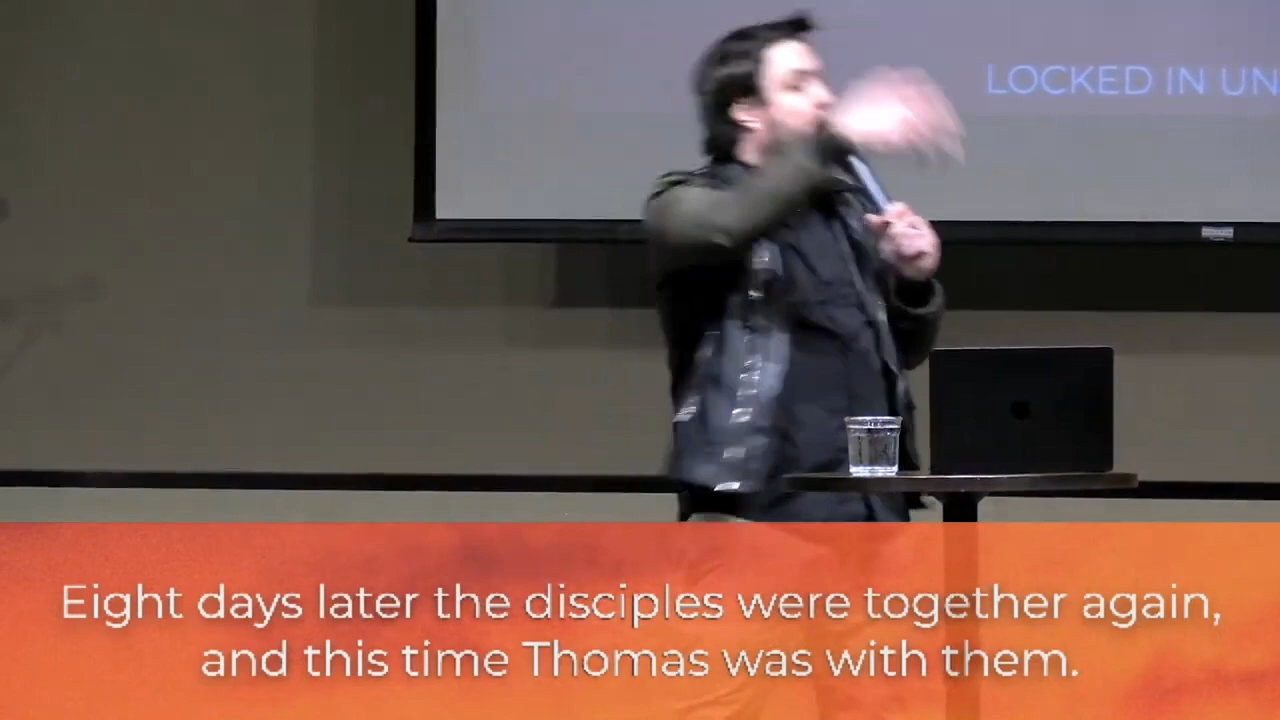 LOCKED IN UN
Eight days later the disciples were together again,
and this time Thomas was with them.